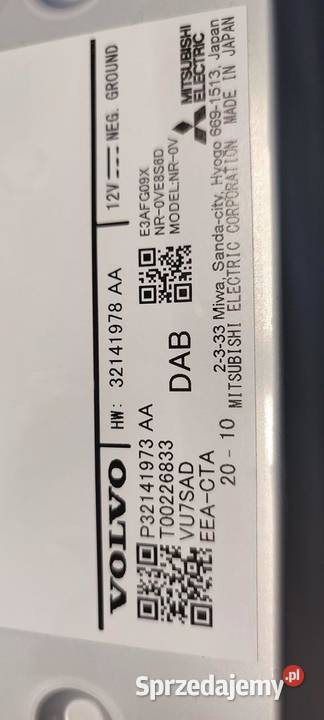 VOLVO HW: 32141978 AA 12V NEG. GROUND
P32141973 AA
T00226833
VU7SAD
EEA-CTA
DAB
E3AFG09X
NR-0VE8S8D
MODEL:NR-0V
MITSUBISHI
ELECTRIC
2-3-33 Miwa, Sanda-city, Hyogo 669-1513, Japan
20 - 10 MITSUBISHI ELECTRIC CORPORATION MADE IN JAPAN
Sprzedajemy.pl